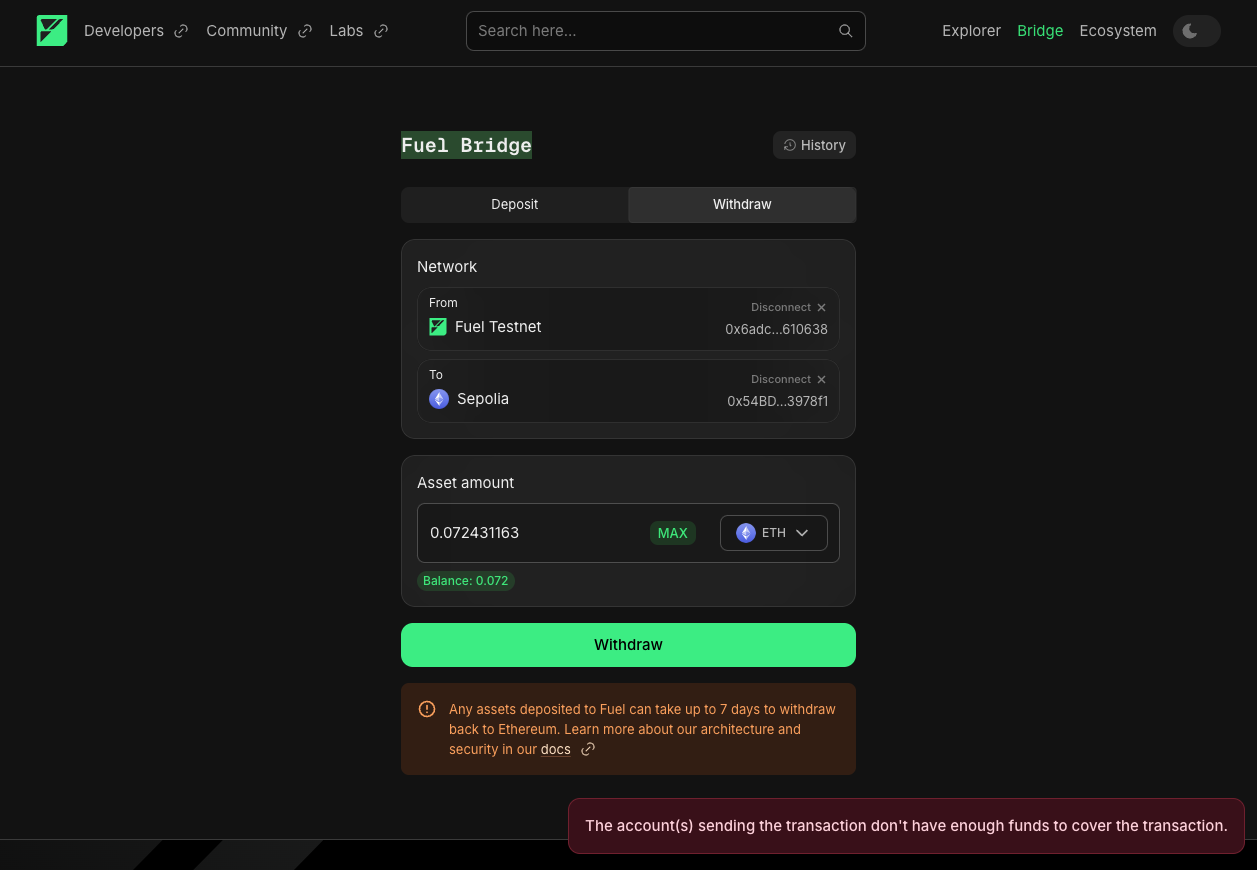 Developers Community Labs Search here... Explorer Bridge Ecosystem
Fuel Bridge History
Deposit Withdraw
Network
From
Disconnect
Fuel Testnet
0x6adc...610638
To
Disconnect
Sepolia
0x54BD...3978f1
Asset amount
0.072431163 MAX ETH
Balance: 0.072
Withdraw
Any assets deposited to Fuel can take up to 7 days to withdraw
back to Ethereum. Learn more about our architecture and
security in our docs
The account(s) sending the transaction don't have enough funds to cover the transaction.